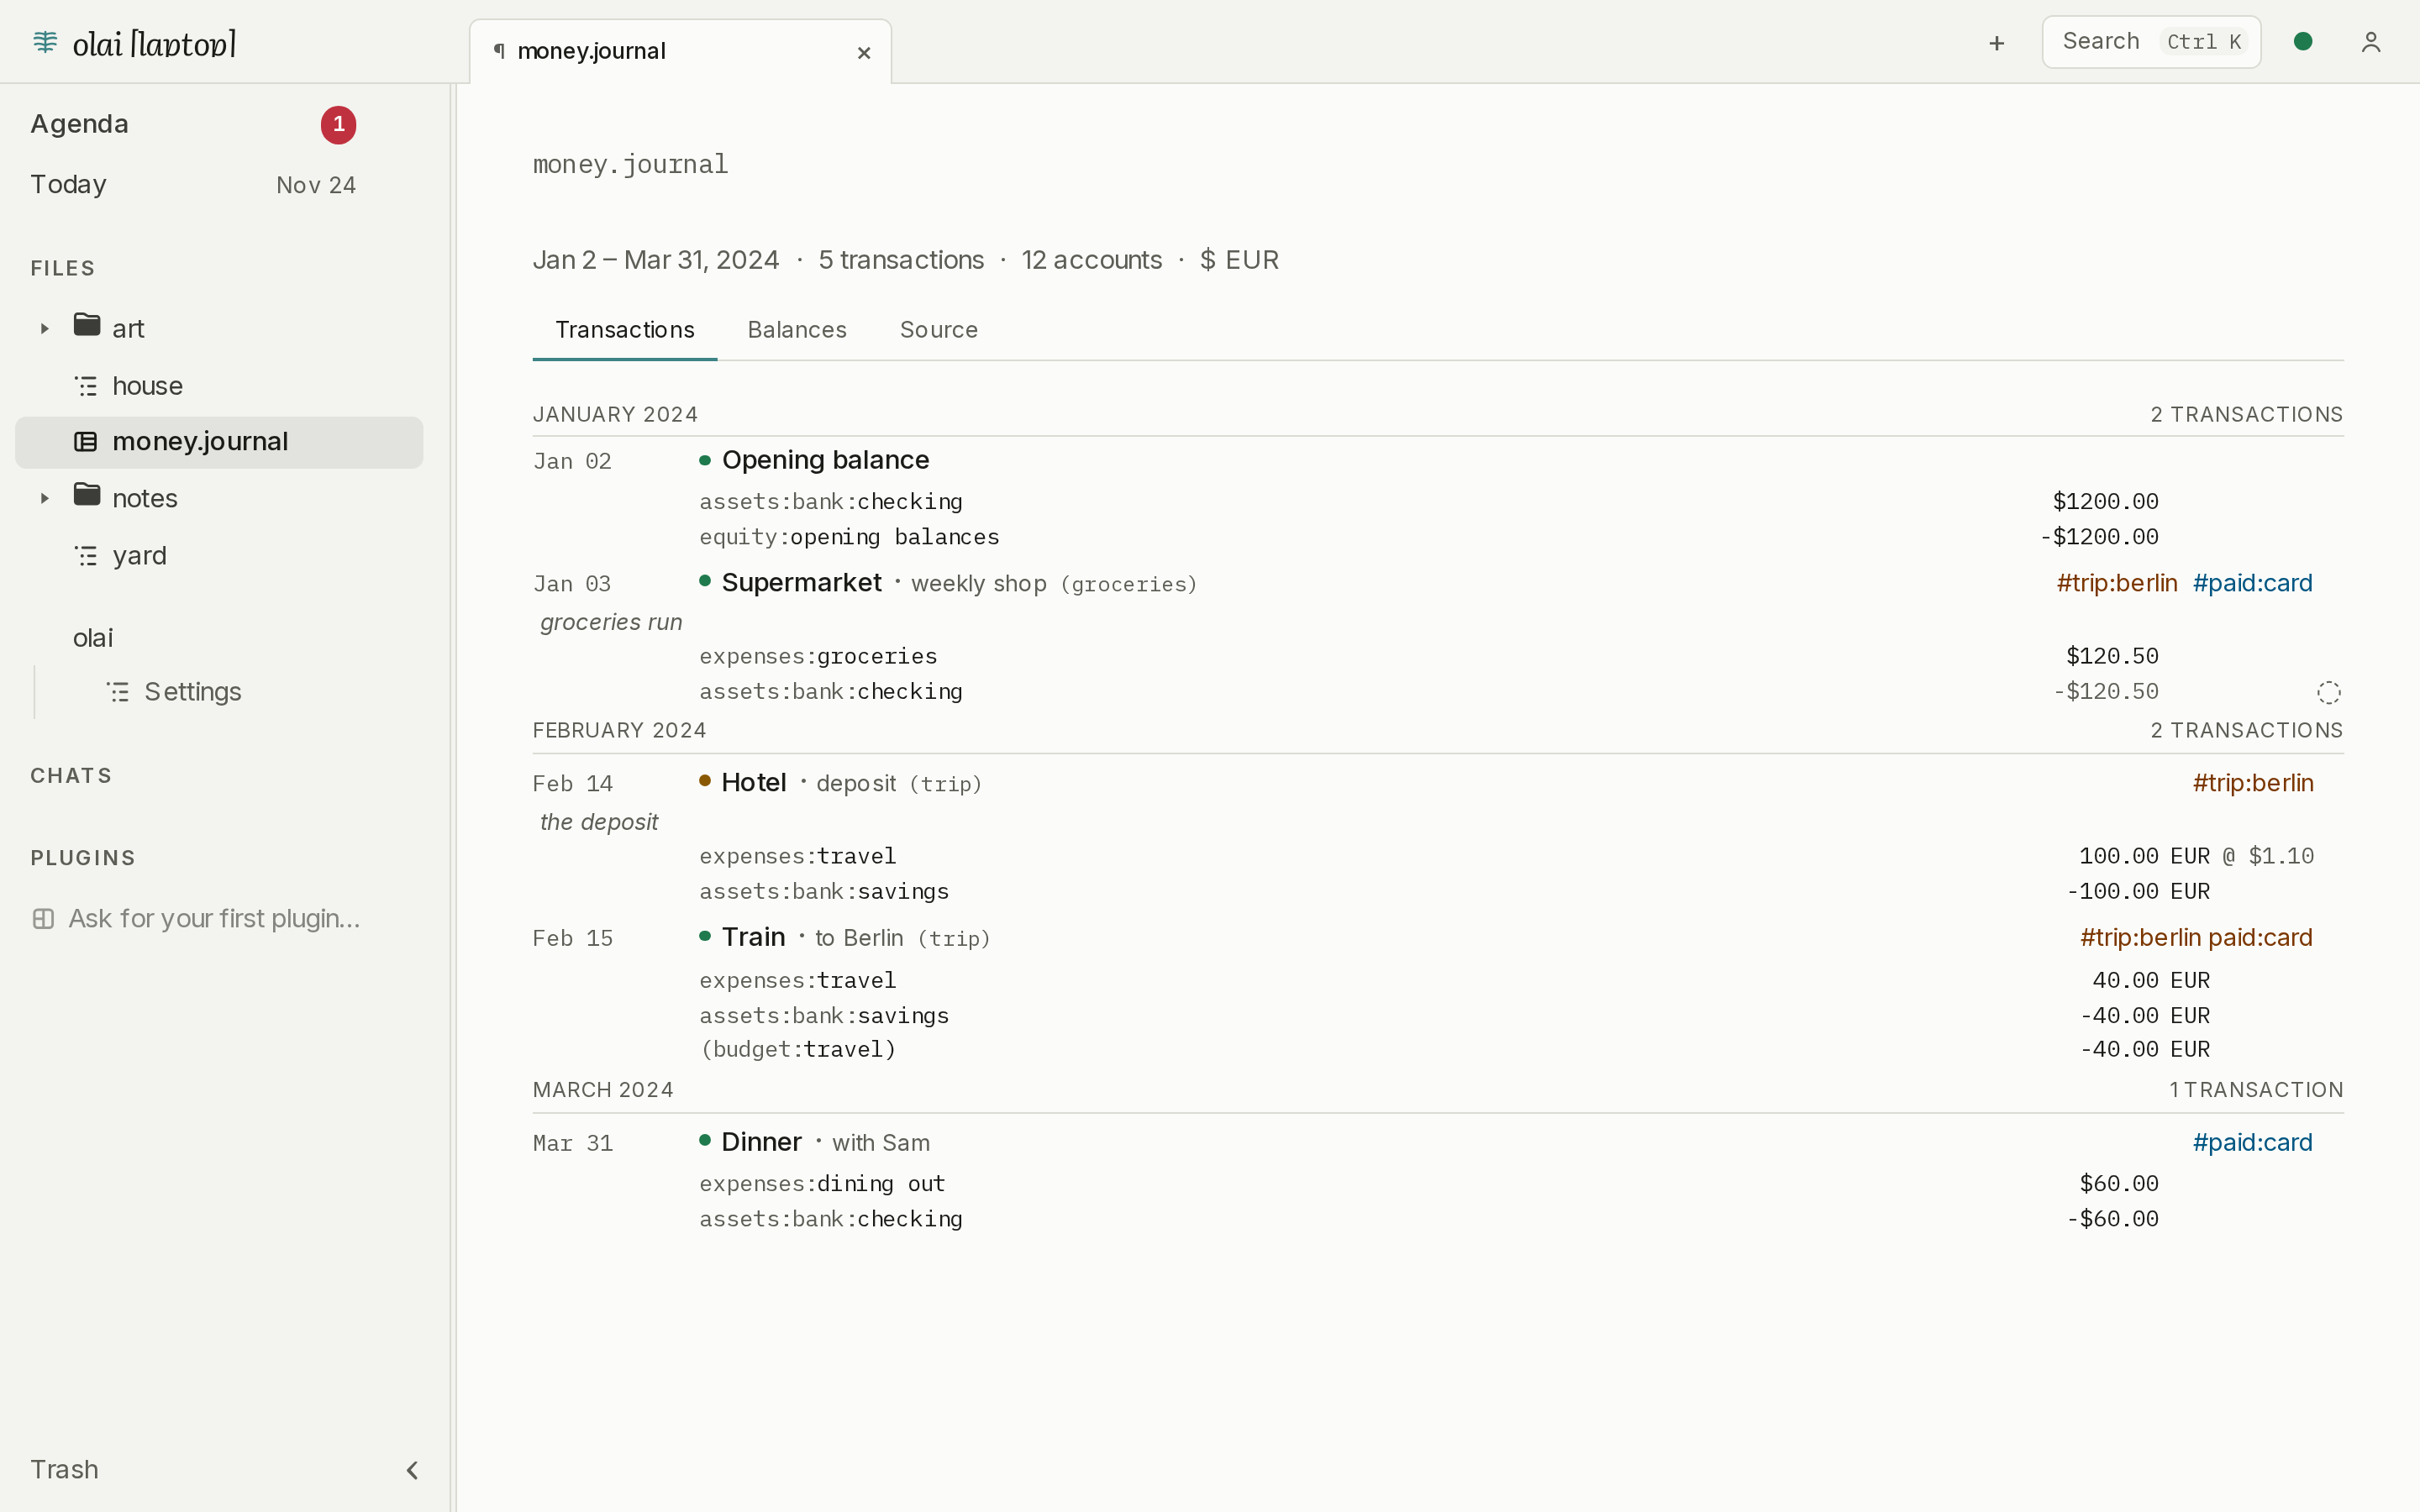 olai [laptop]
¶ money.journal ×
+ Search Ctrl K
Agenda 1
Today Nov 24
FILES
art
house
money.journal
notes
yard
olai
Settings
CHATS
PLUGINS
Ask for your first plugin...
Trash
money.journal
Jan 2 – Mar 31, 2024 · 5 transactions · 12 accounts · $ EUR
Transactions Balances Source
JANUARY 2024 2 TRANSACTIONS
Jan 02 Opening balance
assets:bank:checking $1200.00
equity:opening balances -$1200.00
Jan 03 Supermarket · weekly shop (groceries) #trip:berlin #paid:card
groceries run
expenses:groceries $120.50
assets:bank:checking -$120.50
FEBRUARY 2024 2 TRANSACTIONS
Feb 14 Hotel · deposit (trip) #trip:berlin
the deposit
expenses:travel 100.00 EUR @ $1.10
assets:bank:savings -100.00 EUR
Feb 15 Train · to Berlin (trip) #trip:berlin paid:card
expenses:travel 40.00 EUR
assets:bank:savings -40.00 EUR
(budget:travel) -40.00 EUR
MARCH 2024 1 TRANSACTION
Mar 31 Dinner · with Sam #paid:card
expenses:dining out $60.00
assets:bank:checking -$60.00